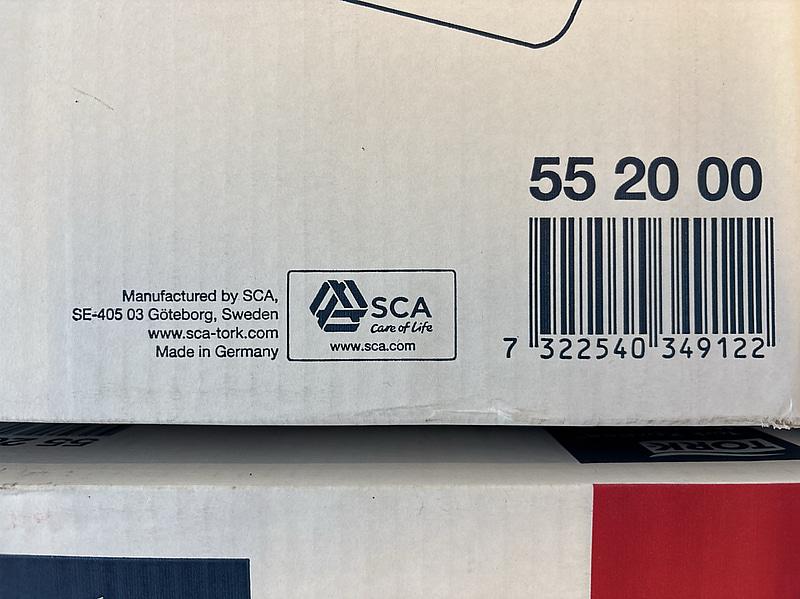 55 20 00
Manufactured by SCA,
SE-405 03 Göteborg, Sweden
www.sca-tork.com
Made in Germany
SCA
Care of Life
www.sca.com
7 322540 349122
TORK